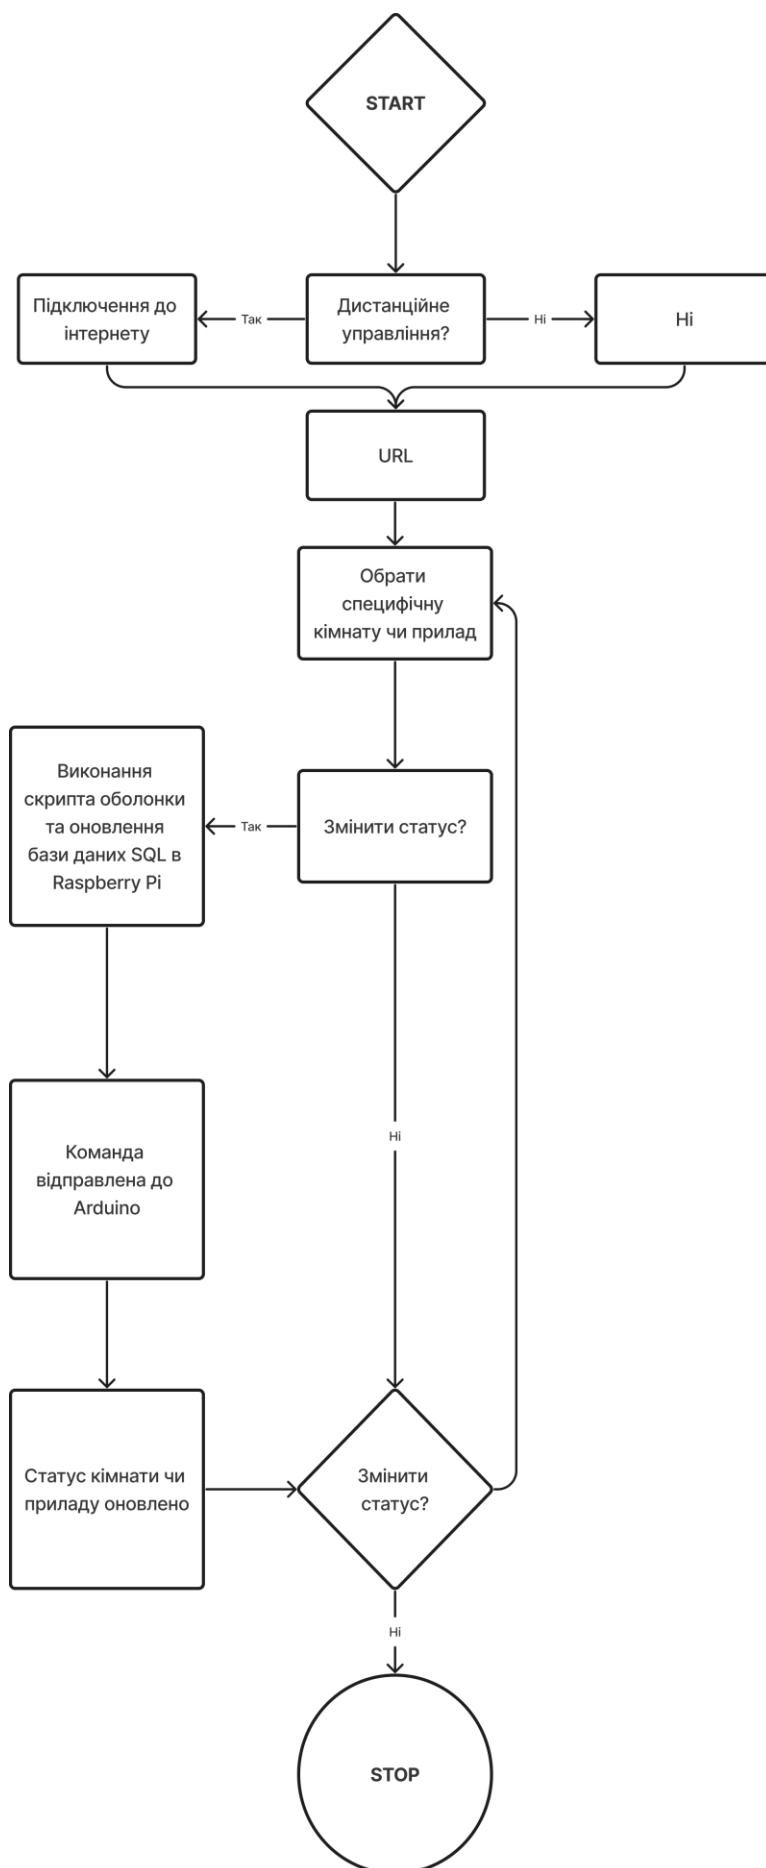 START
Підключення до
інтернету
Так
Дистанційне
управління?
Ні
Ні
URL
Обрати
специфічну
кімнату чи прилад
Виконання
скрипта оболонки
та оновлення
бази даних SQL в
Raspberry Pi
Так
Змінити статус?
Ні
Команда
відправлена до
Arduino
Статус кімнати чи
приладу оновлено
Змінити
статус?
Ні
STOP